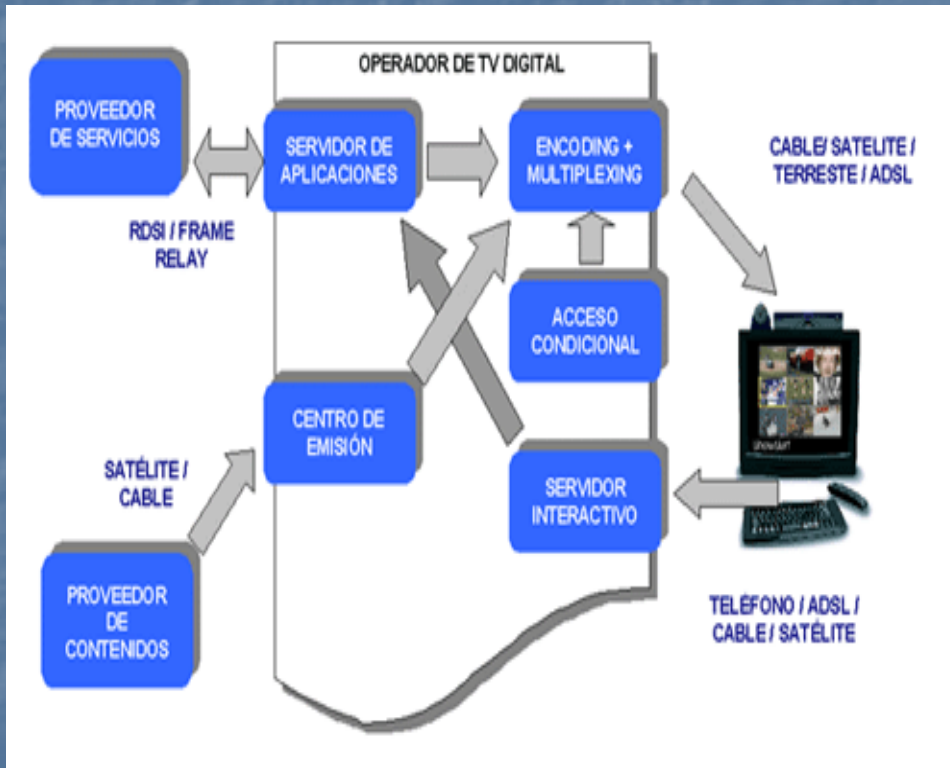 OPERADOR DE TV DIGITAL
PROVEEDOR
DE SERVICIOS
SERVIDOR DE
APLICACIONES
ENCODING +
MULTIPLEXING
CABLE/ SATELITE /
TERRESTE / ADSL
RDSI / FRAME
RELAY
ACCESO
CONDICIONAL
CENTRO DE
EMISIÓN
SATÉLITE /
CABLE
SERVIDOR
INTERACTIVO
PROVEEDOR
DE
CONTENIDOS
TELÉFONO / ADSL /
CABLE / SATÉLITE